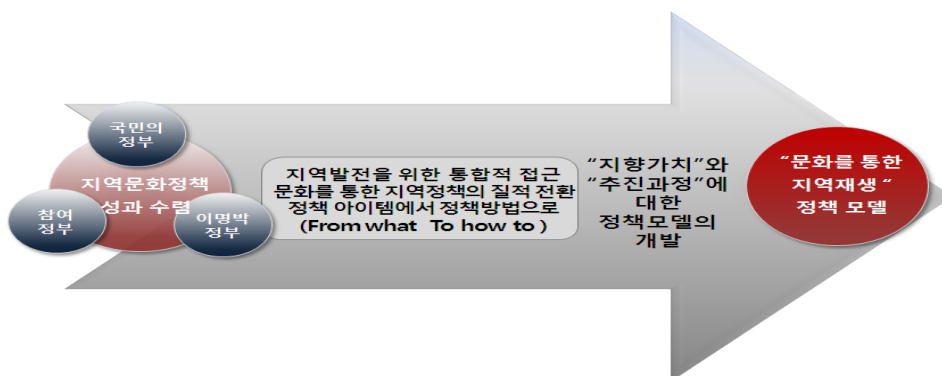 국민의
정부
지역문화정책
성과 수렴
참여
정부
이명박
정부
지역발전을 위한 통합적 접근
문화를 통한 지역정책의 질적 전환
정책 아이템에서 정책방법으로
(From what To how to )
“지향가치”와
“추진과정”에
대한
정책모델의
개발
“문화를 통한
지역재생“
정책 모델